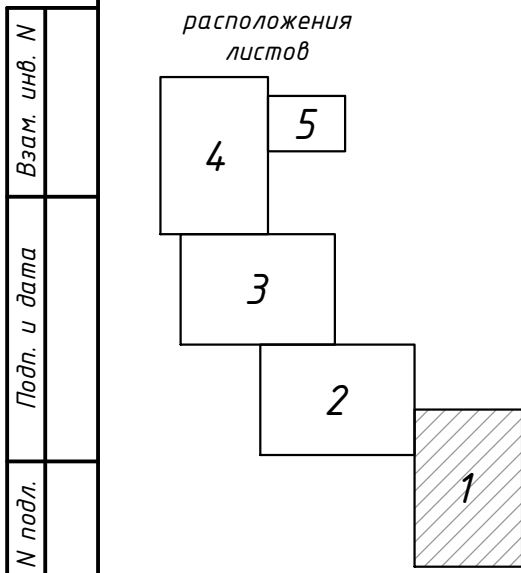 расположения
листов
Взам. инв. N
5
4
Подп. и дата
3
2
1
N подл.